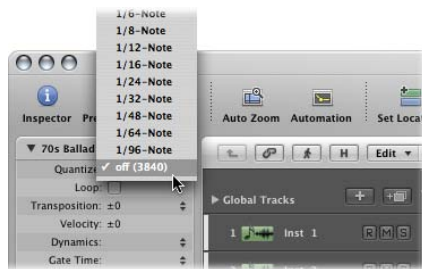 1/6-Note
1/8-Note
1/12-Note
1/16-Note
1/24-Note
1/32-Note
1/48-Note
1/64-Note
1/96-Note
✓ off (3840)
Inspector
Auto Zoom
Automation
Set Loca
▼ 70s Ballad
H
Edit ▼
Loop:
Transposition: ±0
Velocity: ±0
Dynamics:
Gate Time:
▶ Global Tracks
1
Inst 1
R M S